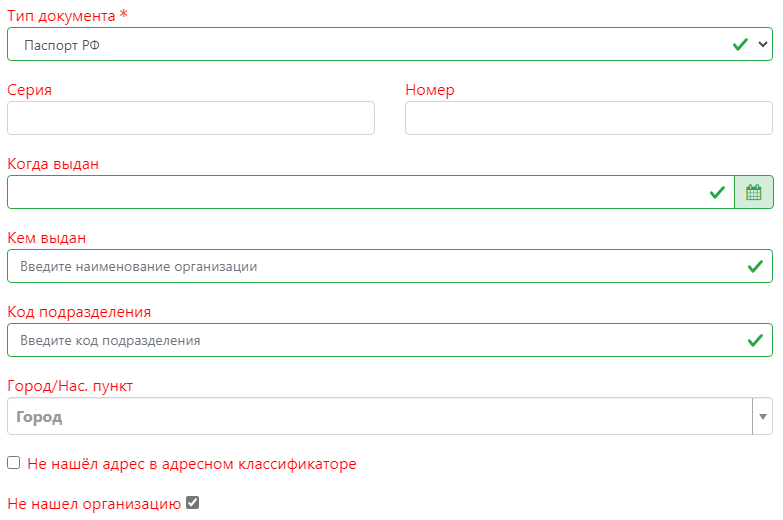 Тип документа *
Паспорт РФ
Серия Номер
Когда выдан
Кем выдан
Введите наименование организации
Код подразделения
Введите код подразделения
Город/Нас. пункт
Город
Не нашёл адрес в адресном классификаторе
Не нашел организацию